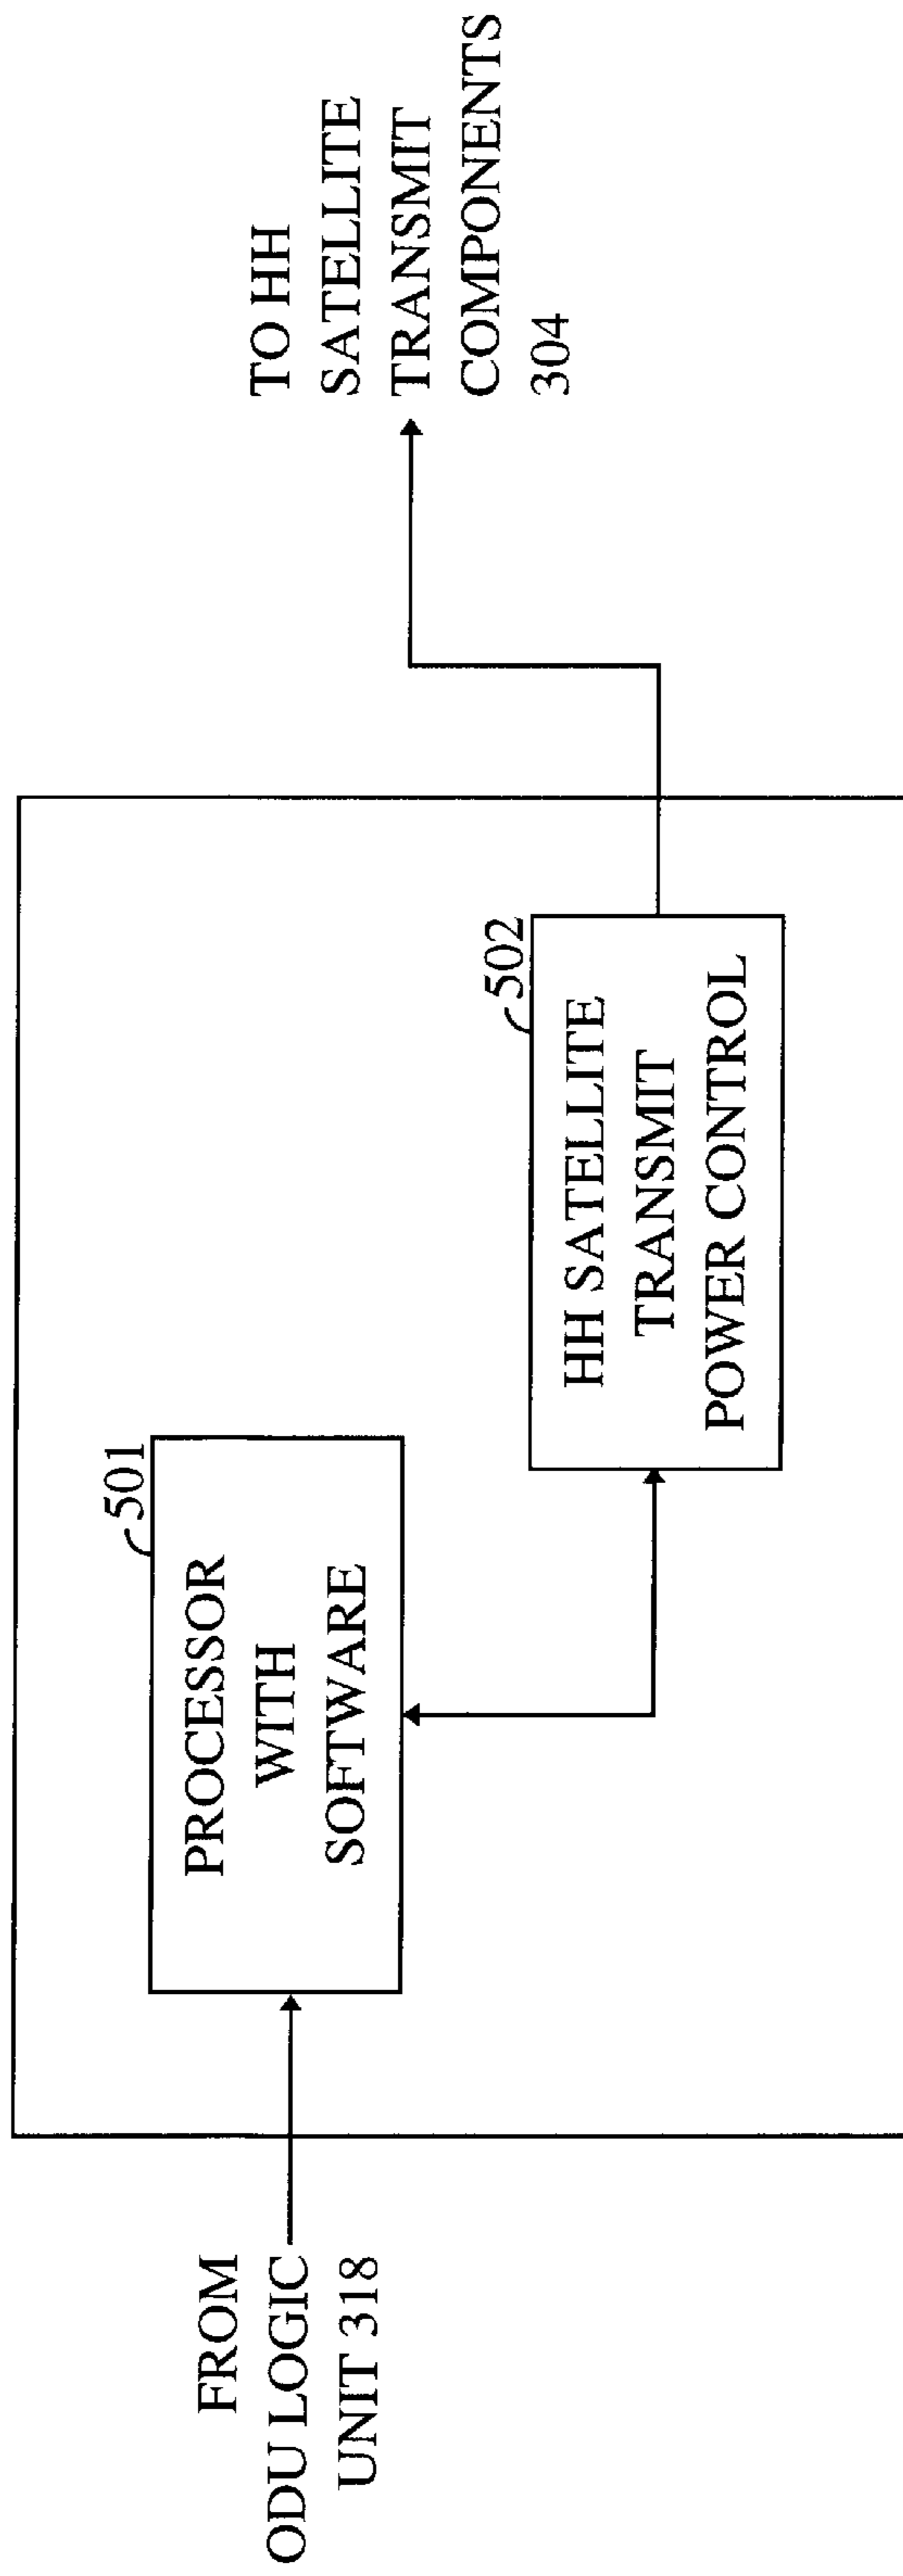 FROM
ODU LOGIC
UNIT 318
501
PROCESSOR
WITH
SOFTWARE
502
HH SATELLITE
TRANSMIT
POWER CONTROL
TO HH
SATELLITE
TRANSMIT
COMPONENTS
304